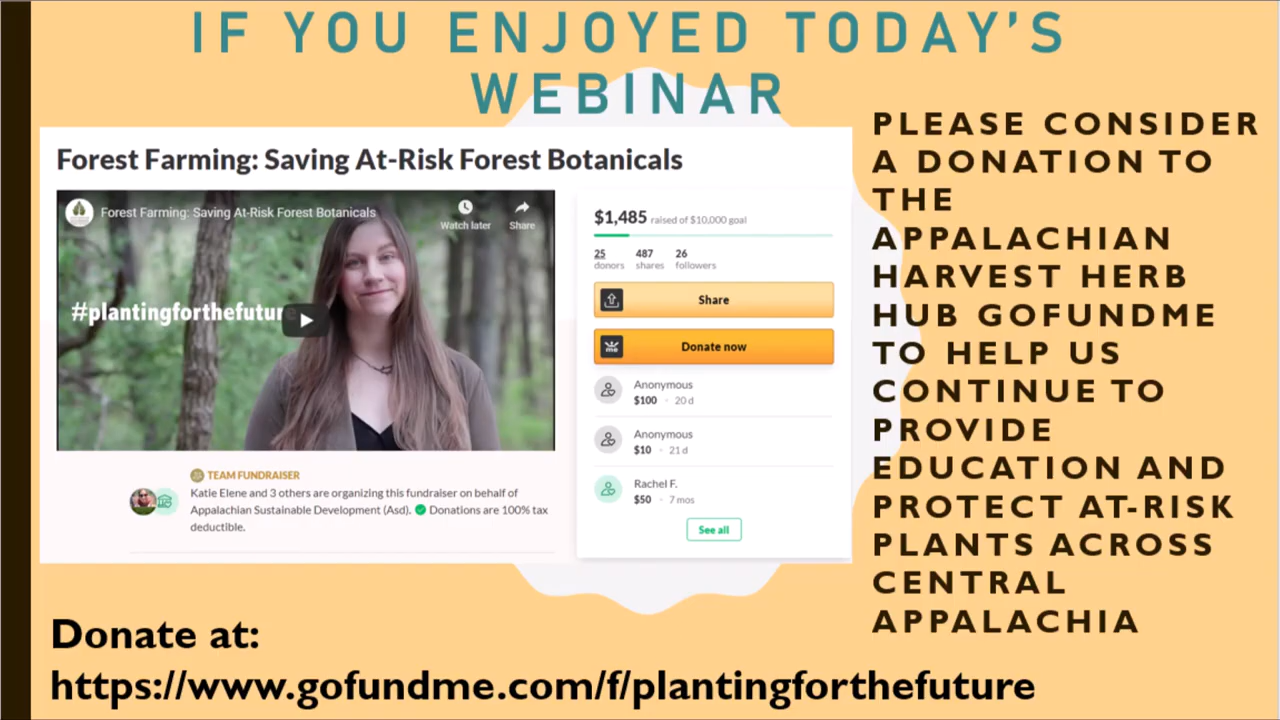 IF YOU ENJOYED TODAY'S
WEBINAR
Forest Farming: Saving At-Risk Forest Botanicals
Forest Farming: Saving At-Risk Forest Botanicals
Watch later
Share
#plantingforthefuture
$1,485 raised of $10,000 goal
25 donors
487 shares
26 followers
Share
Donate now
Anonymous
$100 · 20 d
Anonymous
$10 · 21 d
Rachel F.
$50 · 7 mos
See all
TEAM FUNDRAISER
Katie Elene and 3 others are organizing this fundraiser on behalf of
Appalachian Sustainable Development (Asd). Donations are 100% tax
deductible.
PLEASE CONSIDER
A DONATION TO
THE
APPALACHIAN
HARVEST HERB
HUB GOFUNDME
TO HELP US
CONTINUE TO
PROVIDE
EDUCATION AND
PROTECT AT-RISK
PLANTS ACROSS
CENTRAL
APPALACHIA
Donate at:
https://www.gofundme.com/f/plantingforthefuture